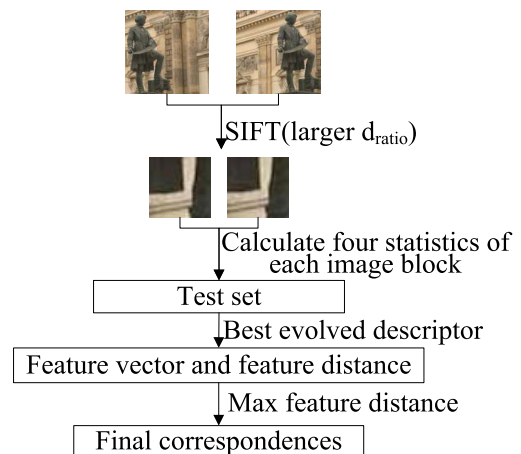 SIFT(larger dratio)
Calculate four statistics of
each image block
Test set
Best evolved descriptor
Feature vector and feature distance
Max feature distance
Final correspondences